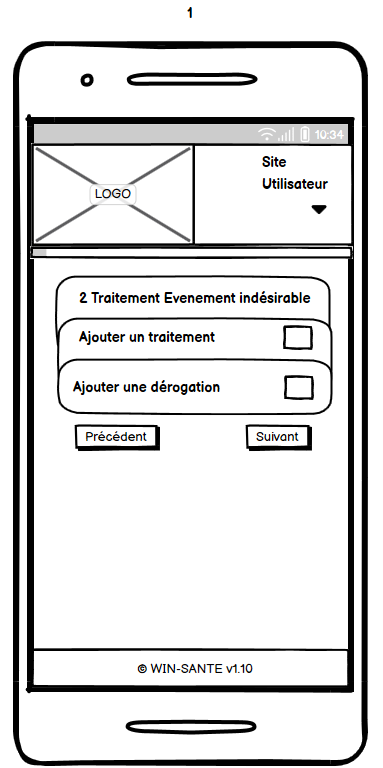 1
10:34
LOGO
Site
Utilisateur
2 Traitement Evenement indésirable
Ajouter un traitement
Ajouter une dérogation
Précédent
Suivant
© WIN-SANTE v1.10